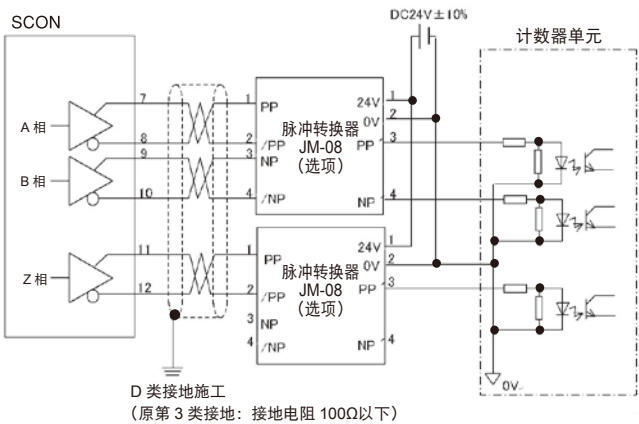 DC24V±10%
SCON
计数器单元
A 相
B 相
Z 相
7
8
9
10
11
12
1 PP
2 /PP
3 NP
4 /NP
脉冲转换器
JM-08
（选项）
24V 1
0V 2
PP 3
NP 4
1 PP
2 /PP
3 NP
4 /NP
脉冲转换器
JM-08
（选项）
24V 1
0V 2
PP 3
NP 4
0V
D 类接地施工
（原第 3 类接地：接地电阻 100Ω以下）